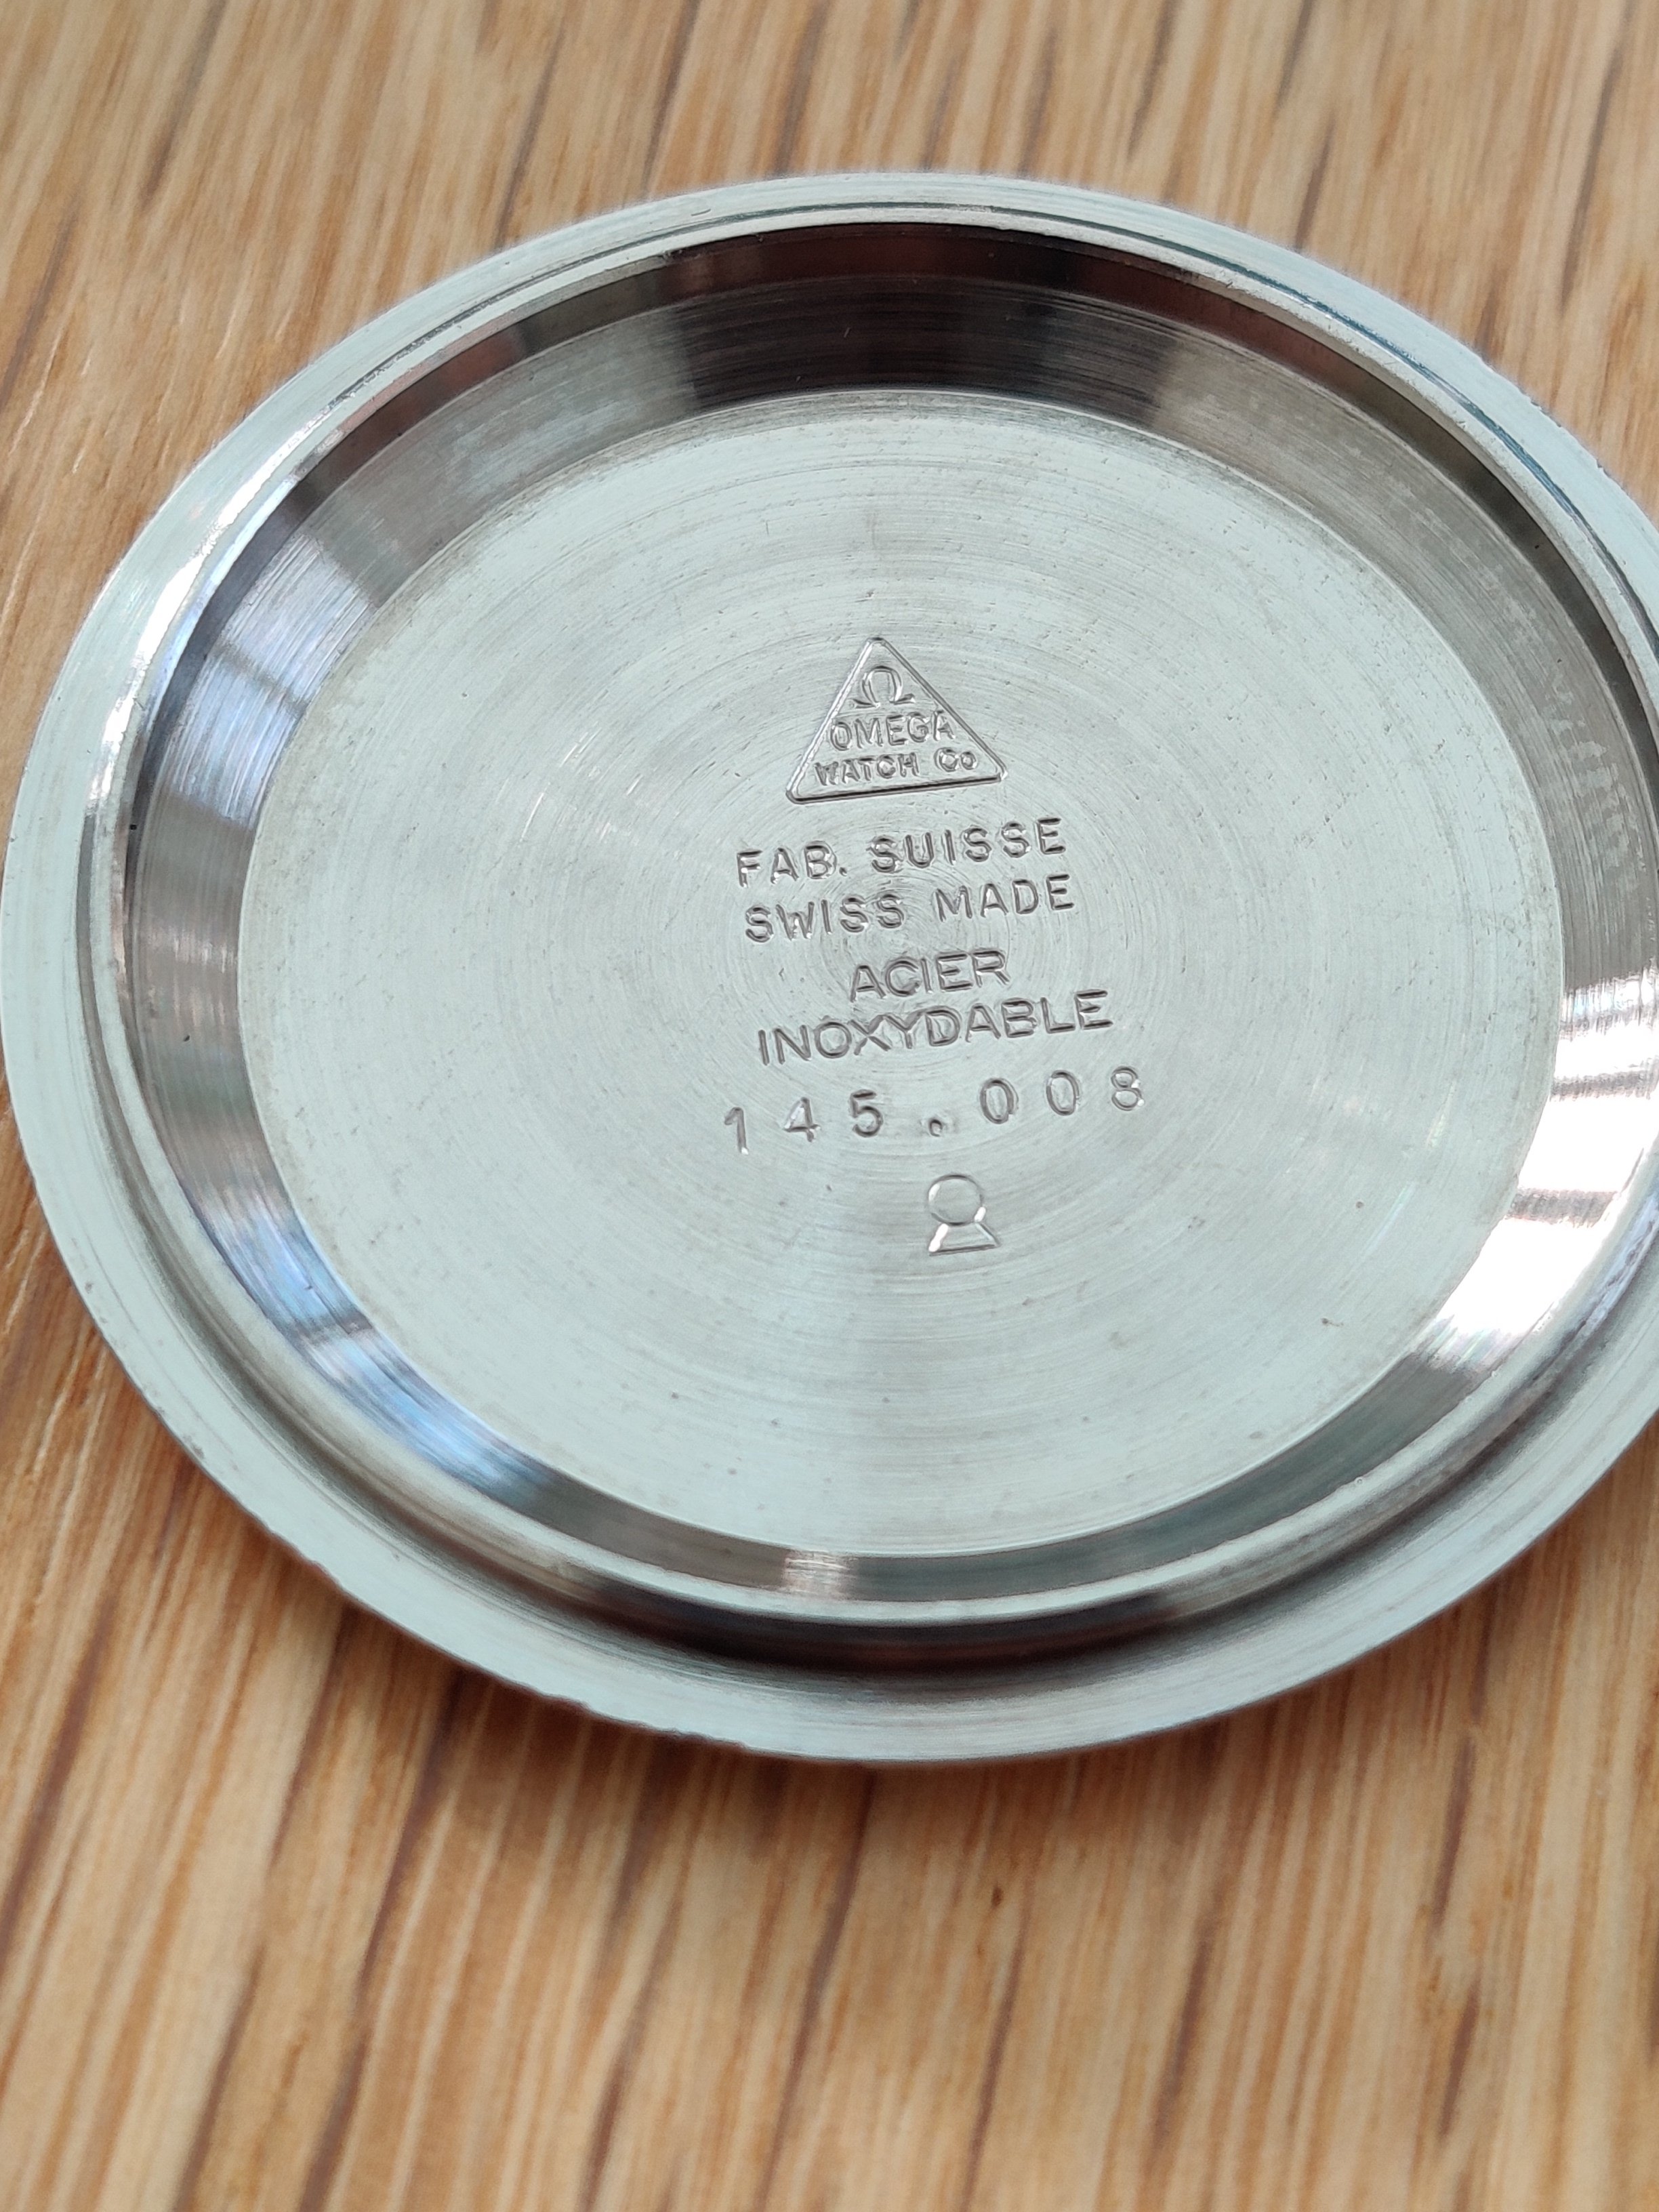 Ω
OMEGA
WATCH Co
FAB. SUISSE
SWISS MADE
ACIER
INOXYDABLE
145.008